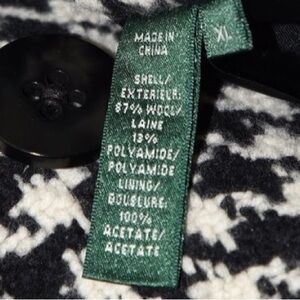 MADE IN
CHINA
XL
SHELL/
EXTERIEUR:
87% WOOL/
LAINE
13%
POLYAMIDE/
POLYAMIDE
LINING/
DOUBLURE:
100%
ACETATE/
ACETATE